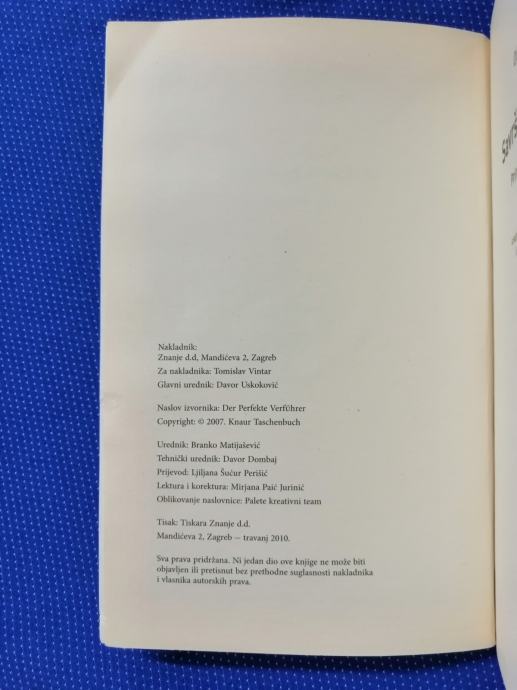 Nakladnik:
Znanje d.d, Mandićeva 2, Zagreb
Za nakladnika: Tomislav Vintar
Glavni urednik: Davor Uskoković
Naslov izvornika: Der Perfekte Verführer
Copyright: © 2007. Knaur Taschenbuch
Urednik: Branko Matijašević
Tehnički urednik: Davor Dombaj
Prijevod: Ljiljana Šućur Perišić
Lektura i korektura: Mirjana Paić Jurinić
Oblikovanje naslovnice: Palete kreativni team
Tisak: Tiskara Znanje d.d.
Mandićeva 2, Zagreb – travanj 2010.
Sva prava pridržana. Ni jedan dio ove knjige ne može biti
objavljen ili pretisnut bez prethodne suglasnosti nakladnika
i vlasnika autorskih prava.